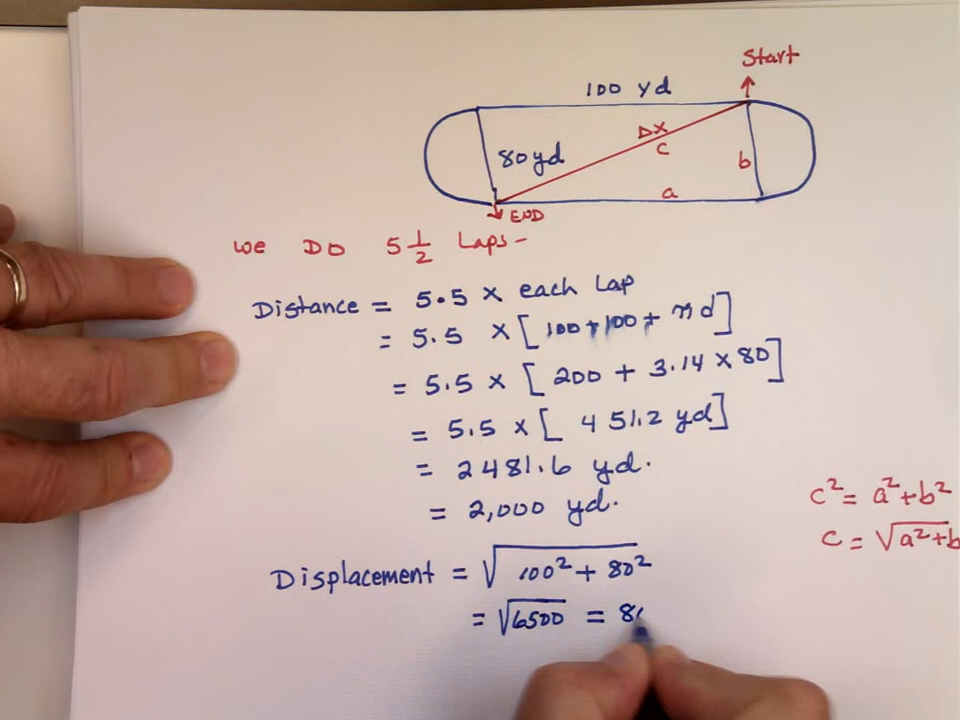 Start
100 yd
80 yd
Δx
c
b
a
END
We DO 5 1/2 Laps-
Distance = 5.5 × each Lap
= 5.5 × [100+100+ πd]
= 5.5 × [200 + 3.14 × 80]
= 5.5 × [451.2 yd]
= 2481.6 yd.
= 2,000 yd.
c² = a²+b²
c = √a²+b
Displacement = √100² + 80²
= √6500 = 8